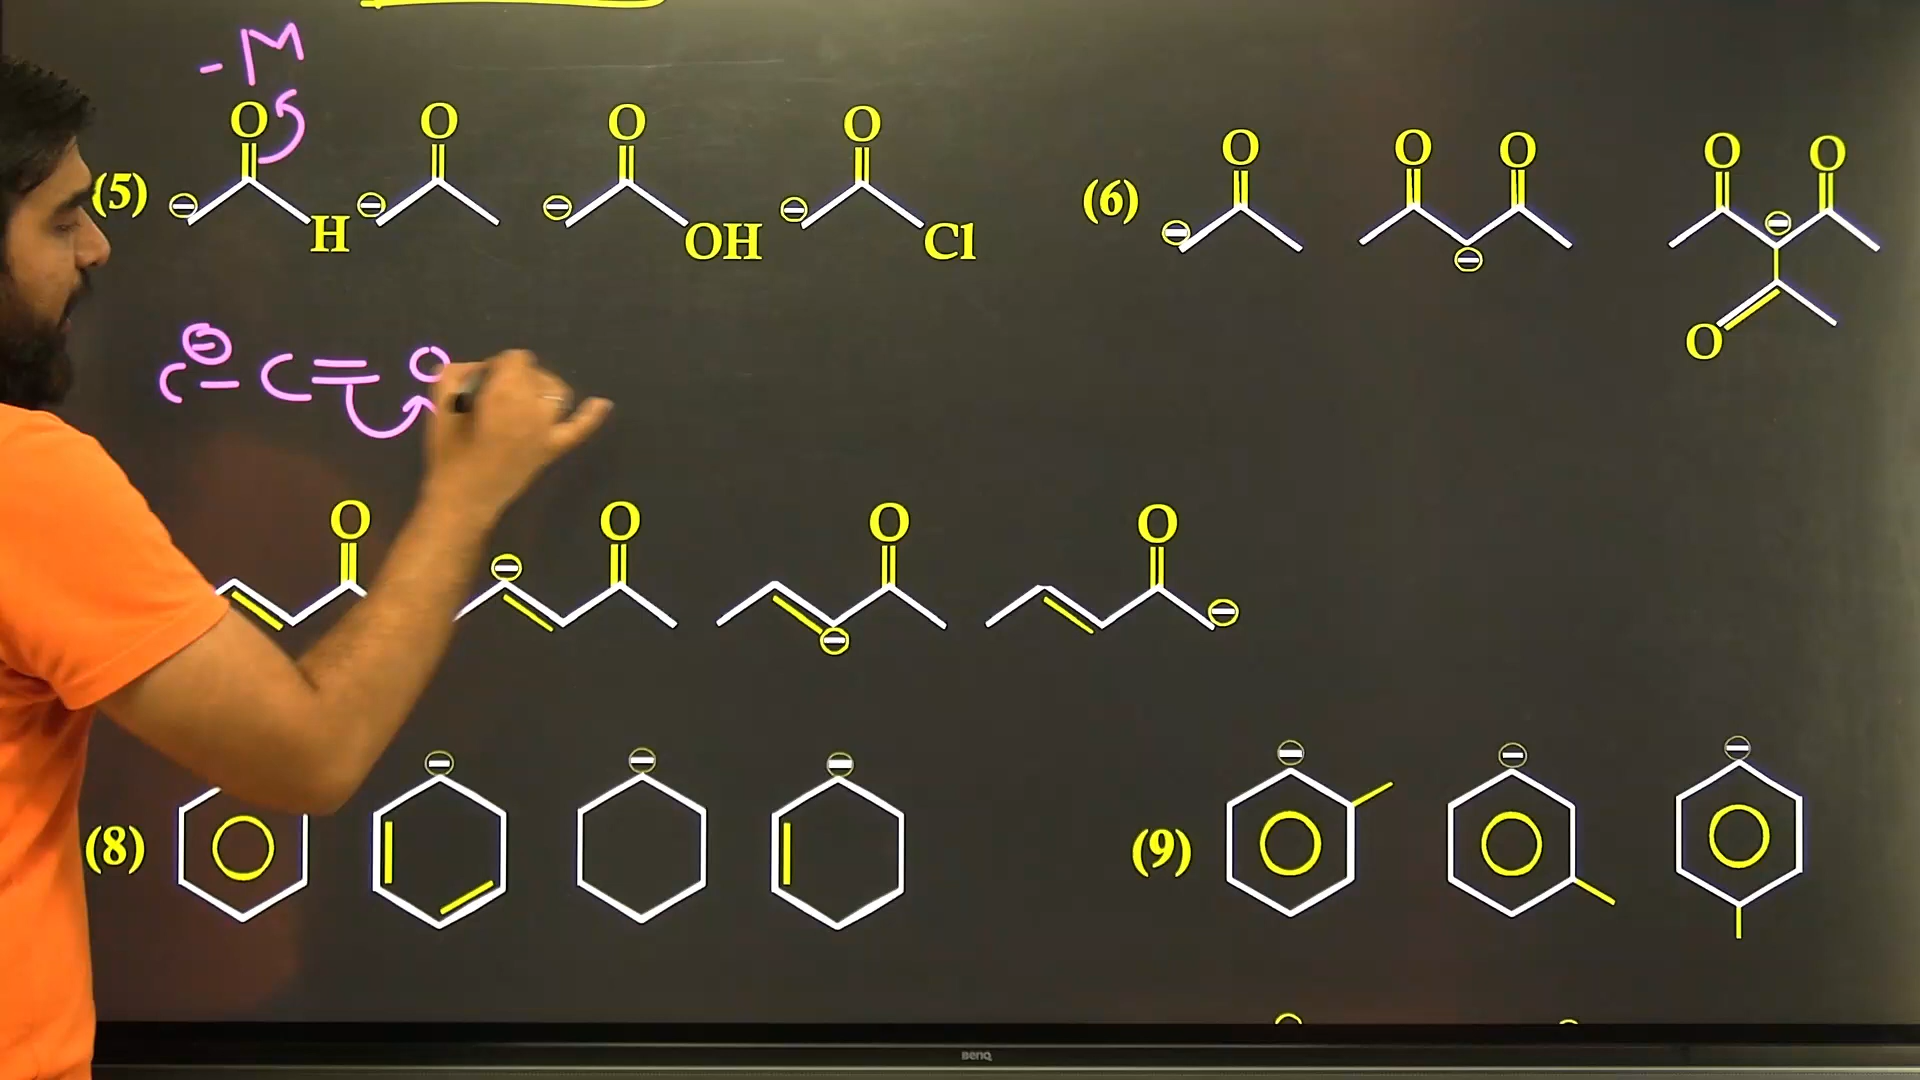 -M
O O O O O O O O
(5) ⊖ H ⊖ ⊖ OH ⊖ Cl (6) ⊖ ⊖ ⊖
O
C⊖ - C = O
O O O O
⊖ ⊖ ⊖
⊖ ⊖ ⊖ ⊖ ⊖ ⊖
(8) (9)
BenQ